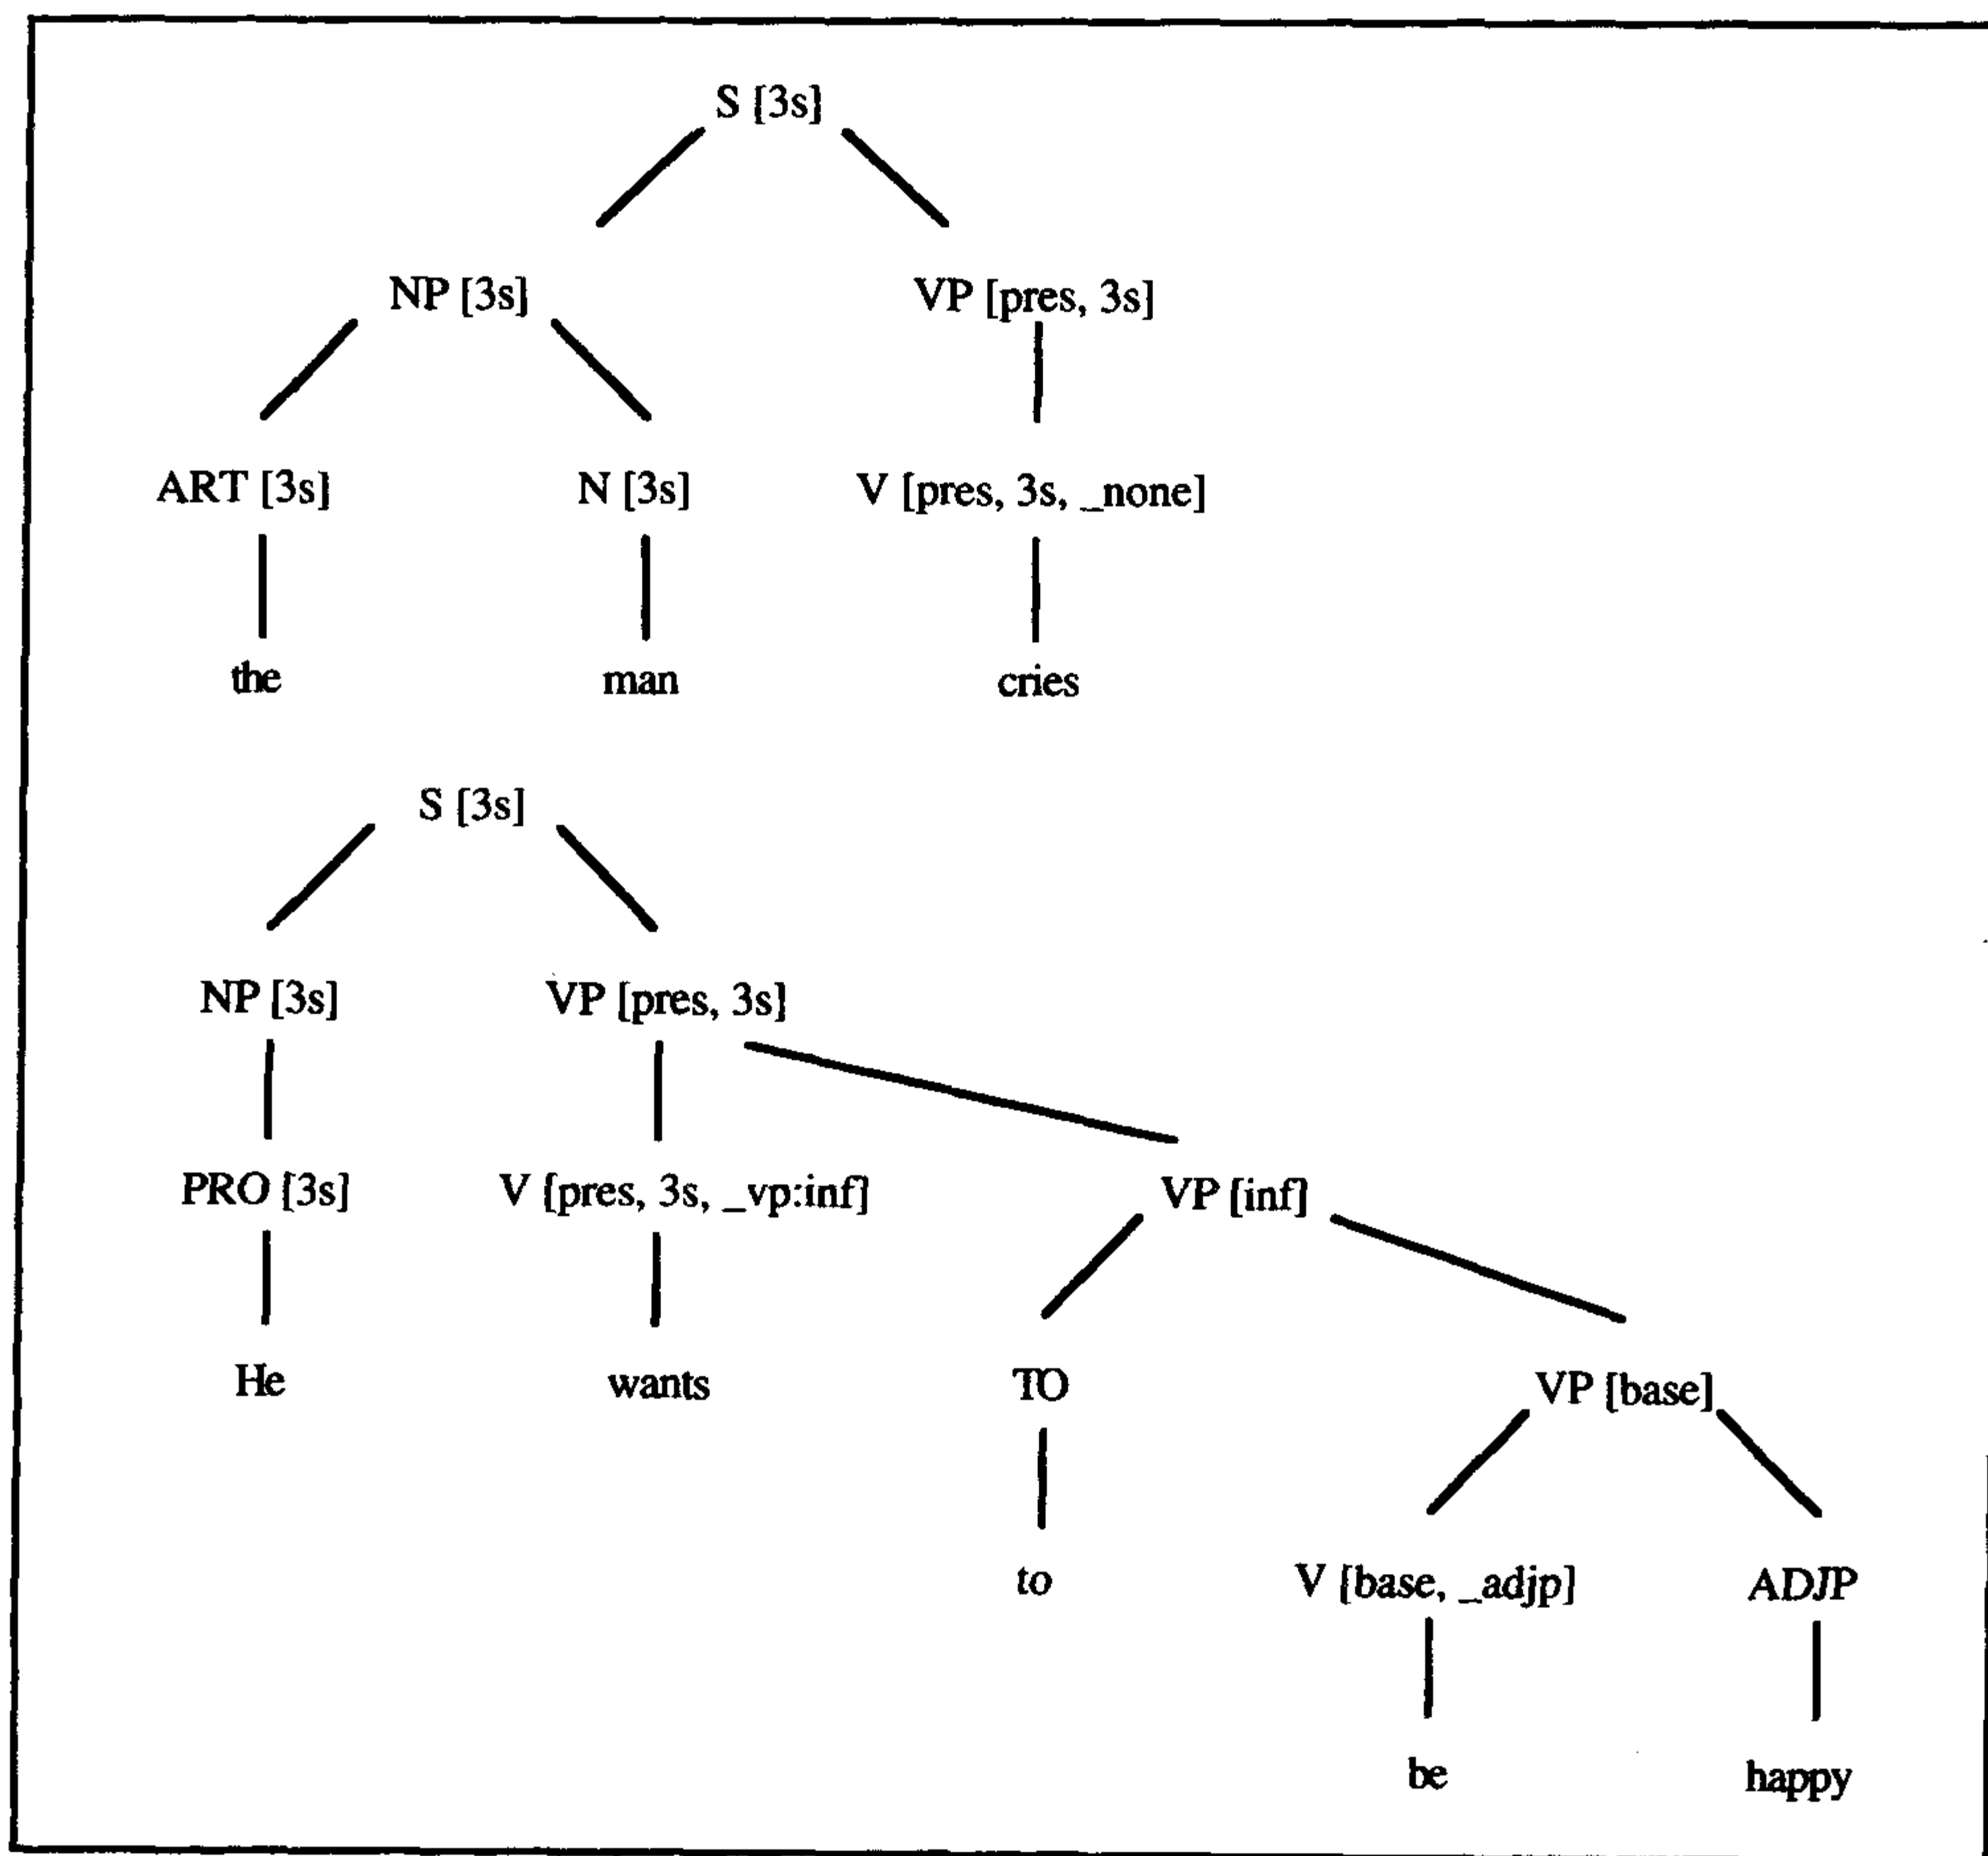 S [3s]
NP [3s] VP [pres, 3s]
ART [3s] N [3s] V [pres, 3s, _none]
the man cries
S [3s]
NP [3s] VP [pres, 3s]
PRO [3s] V [pres, 3s, _vp:inf] VP [inf]
He wants TO VP [base]
to V [base, _adjp] ADJP
be happy